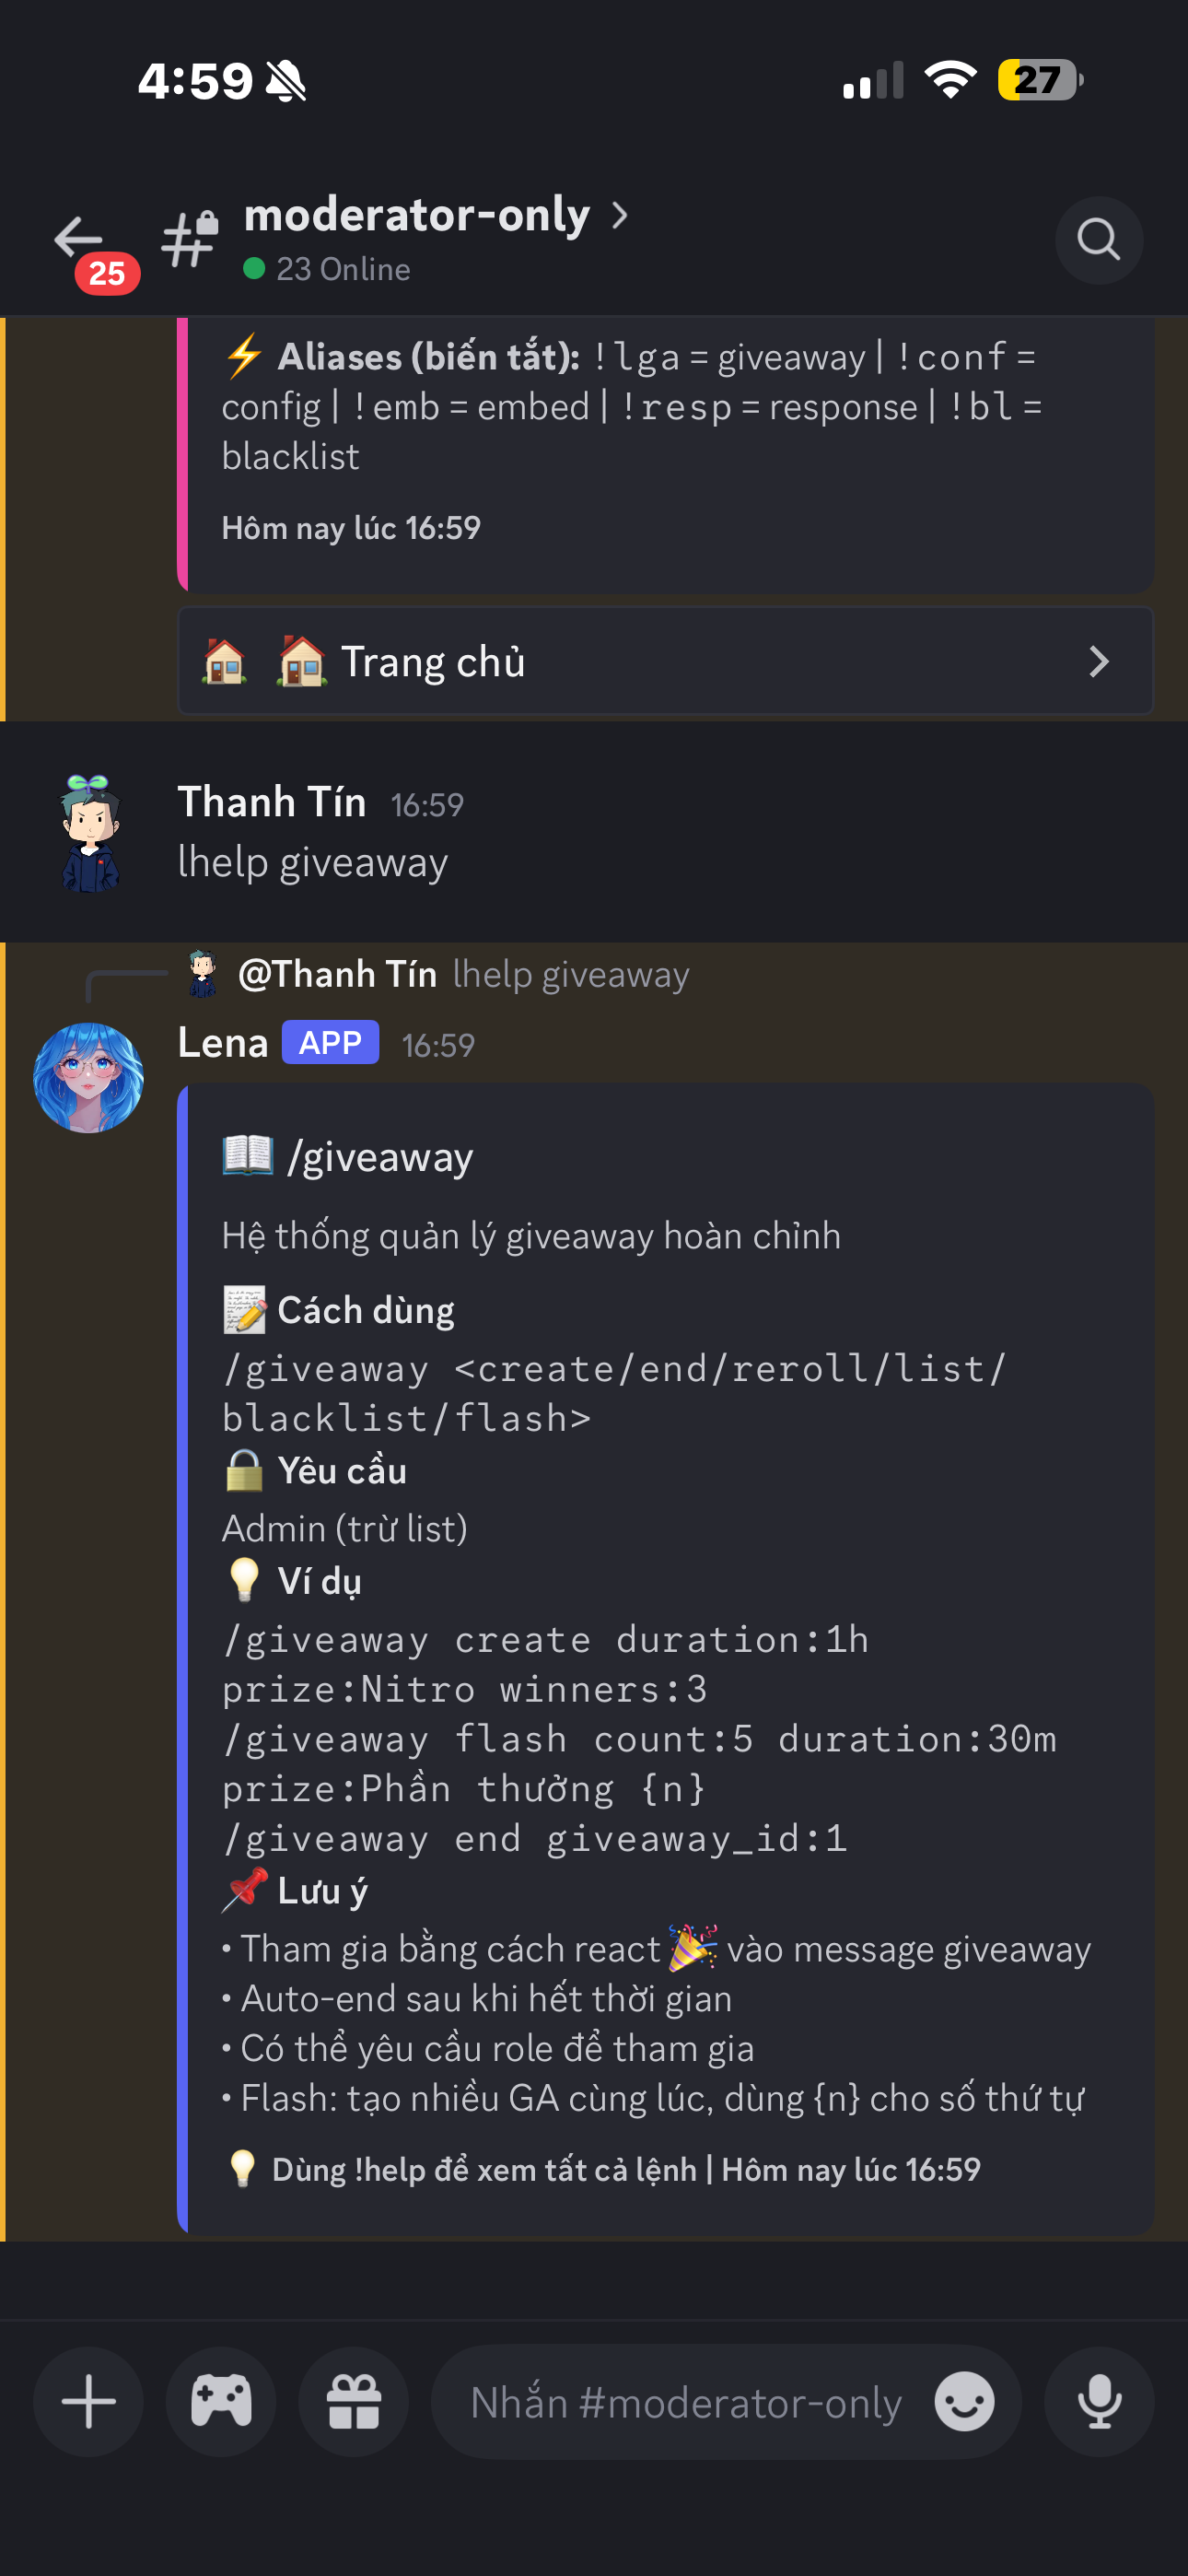 4:59
27
25
moderator-only
23 Online
⚡ Aliases (biến tắt): !lga = giveaway | !conf =
config | !emb = embed | !resp = response | !bl =
blacklist
Hôm nay lúc 16:59
🏠 🏠 Trang chủ
Thanh Tín 16:59
lhelp giveaway
@Thanh Tín lhelp giveaway
Lena APP 16:59
📖 /giveaway
Hệ thống quản lý giveaway hoàn chỉnh
📝 Cách dùng
/giveaway <create/end/reroll/list/
blacklist/flash>
🔒 Yêu cầu
Admin (trừ list)
💡 Ví dụ
/giveaway create duration:1h
prize:Nitro winners:3
/giveaway flash count:5 duration:30m
prize:Phần thưởng {n}
/giveaway end giveaway_id:1
📌 Lưu ý
• Tham gia bằng cách react 🎉 vào message giveaway
• Auto-end sau khi hết thời gian
• Có thể yêu cầu role để tham gia
• Flash: tạo nhiều GA cùng lúc, dùng {n} cho số thứ tự
💡 Dùng !help để xem tất cả lệnh | Hôm nay lúc 16:59
Nhắn #moderator-only